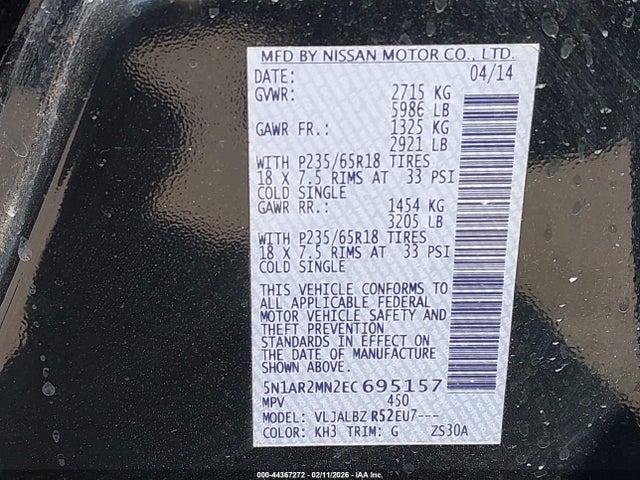 MFD BY NISSAN MOTOR CO., LTD.
DATE: 04/14
GVWR: 2715 KG
5986 LB
GAWR FR.: 1325 KG
2921 LB
WITH P235/65R18 TIRES
18 X 7.5 RIMS AT 33 PSI
COLD SINGLE
GAWR RR.: 1454 KG
3205 LB
WITH P235/65R18 TIRES
18 X 7.5 RIMS AT 33 PSI
COLD SINGLE
THIS VEHICLE CONFORMS TO
ALL APPLICABLE FEDERAL
MOTOR VEHICLE SAFETY AND
THEFT PREVENTION
STANDARDS IN EFFECT ON
THE DATE OF MANUFACTURE
SHOWN ABOVE.
5N1AR2MN2EC695157
MPV 450
MODEL: VLJALBZ R52EU7---
COLOR: KH3 TRIM: G ZS30A
000-44367272 - 02/11/2026 - IAA Inc.